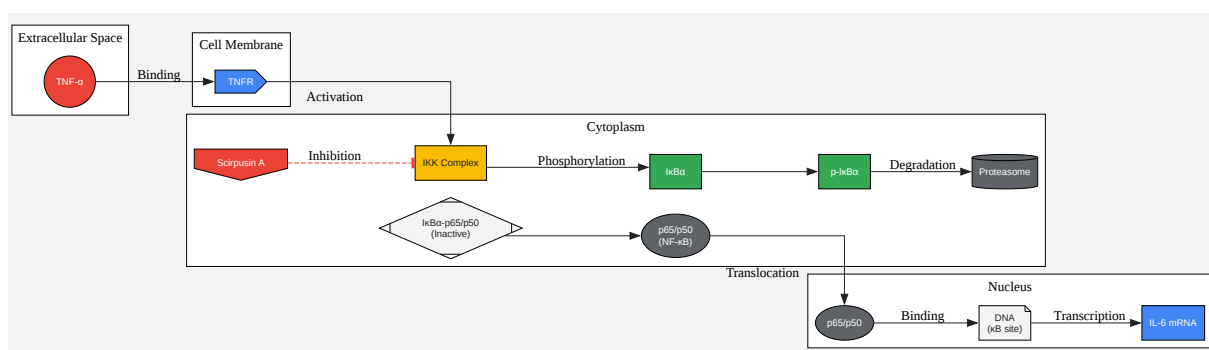 Extracellular Space
TNF-α
Binding
Cell Membrane
TNFR
Activation
Cytoplasm
Scirpusin A
Inhibition
IKK Complex
Phosphorylation
IκBα
p-IκBα
Degradation
Proteasome
IκBα-p65/p50
(Inactive)
p65/p50
(NF-κB)
Translocation
Nucleus
p65/p50
Binding
DNA
(κB site)
Transcription
IL-6 mRNA